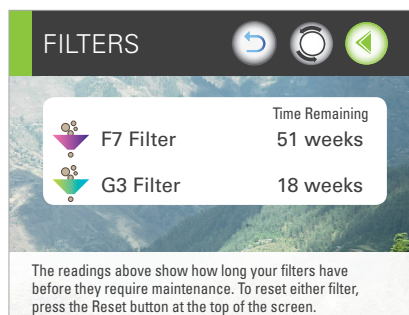 FILTERS
Time Remaining
F7 Filter 51 weeks
G3 Filter 18 weeks
The readings above show how long your filters have
before they require maintenance. To reset either filter,
press the Reset button at the top of the screen.